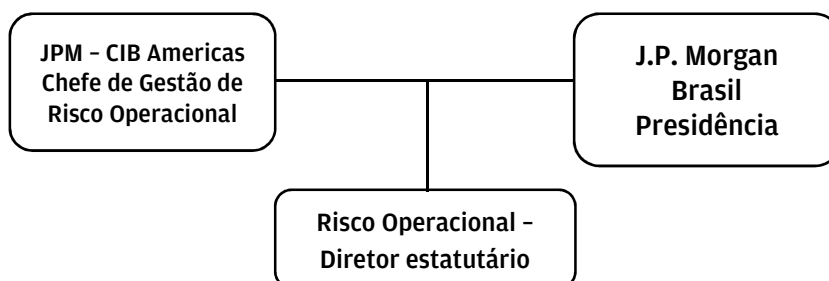 JPM – CIB Americas
Chefe de Gestão de
Risco Operacional
J.P. Morgan
Brasil
Presidência
Risco Operacional –
Diretor estatutário